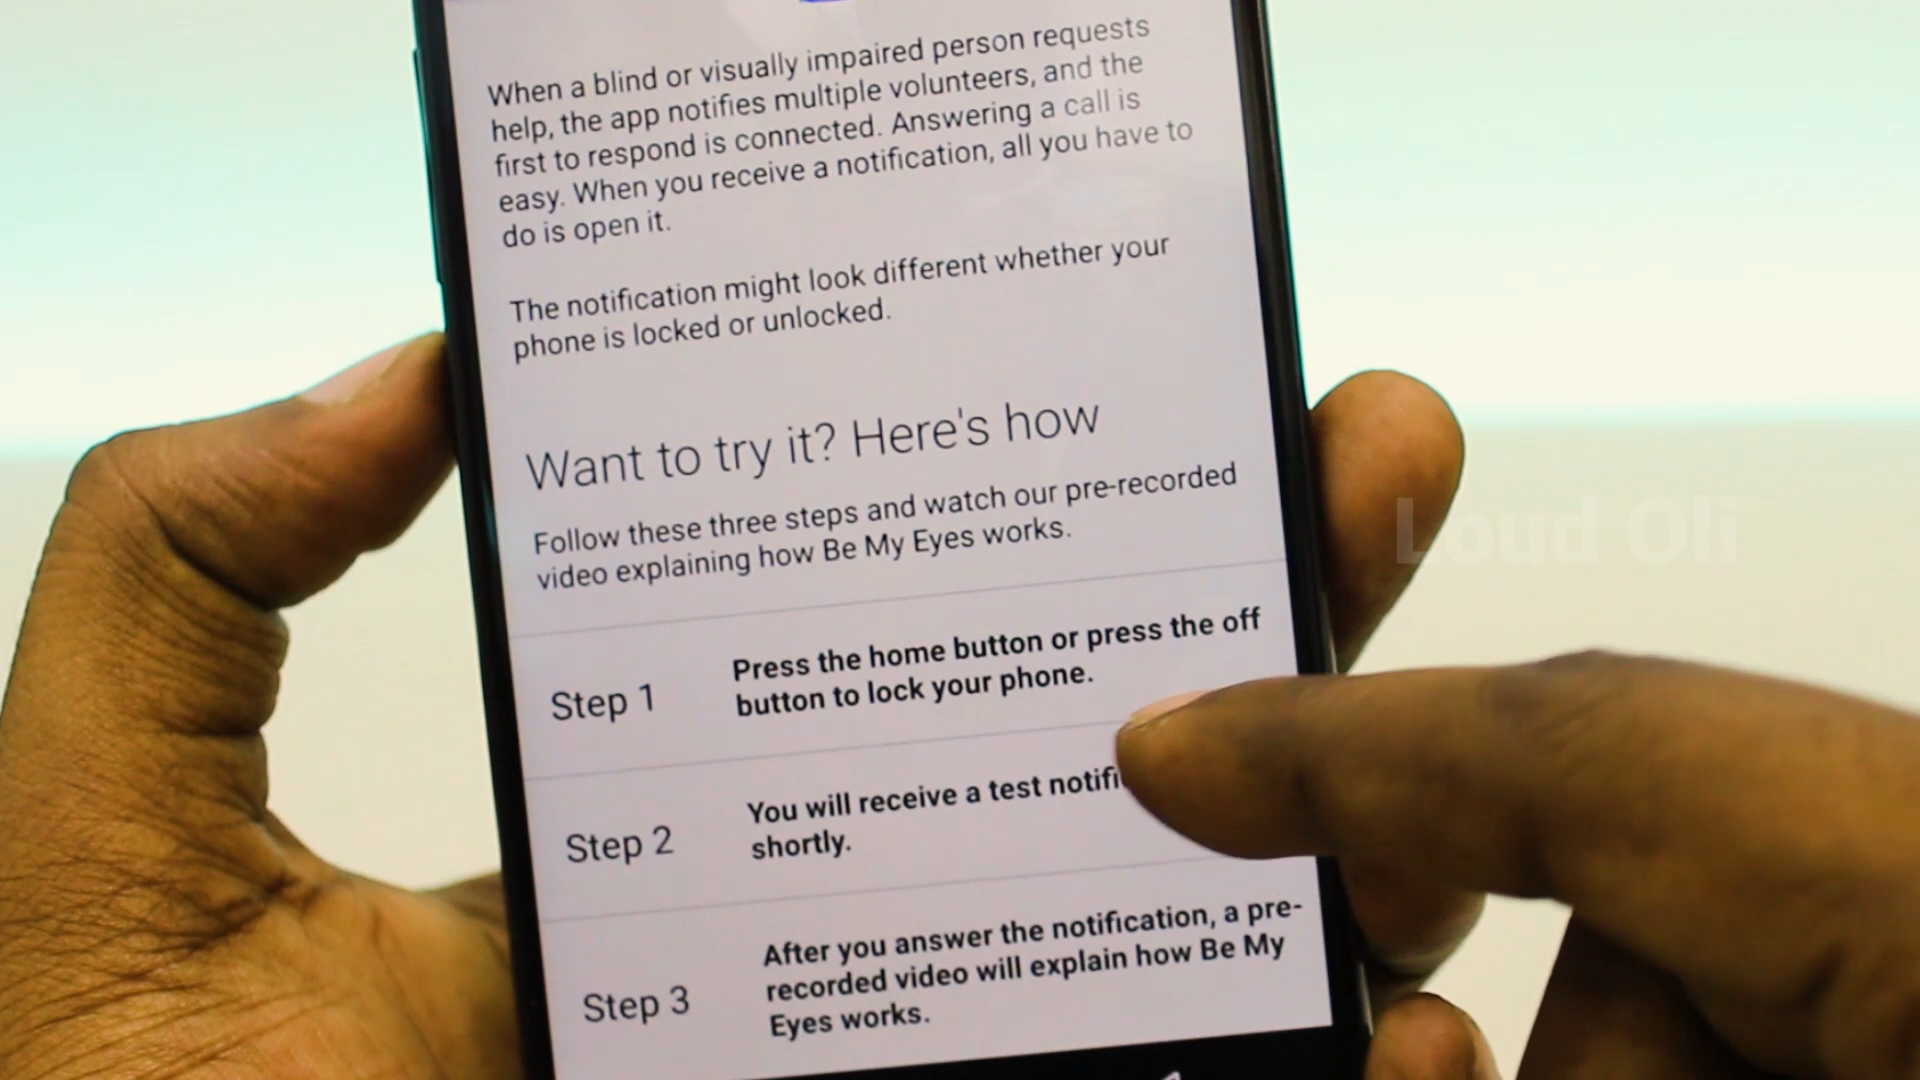 When a blind or visually impaired person requests
help, the app notifies multiple volunteers, and the
first to respond is connected. Answering a call is
easy. When you receive a notification, all you have to
do is open it.
The notification might look different whether your
phone is locked or unlocked.
Want to try it? Here's how
Follow these three steps and watch our pre-recorded
video explaining how Be My Eyes works.
Loud Oli
Step 1
Press the home button or press the off
button to lock your phone.
Step 2
You will receive a test
shortly.
Step 3
After you answer the notification, a pre-
recorded video will explain how Be My
Eyes works.